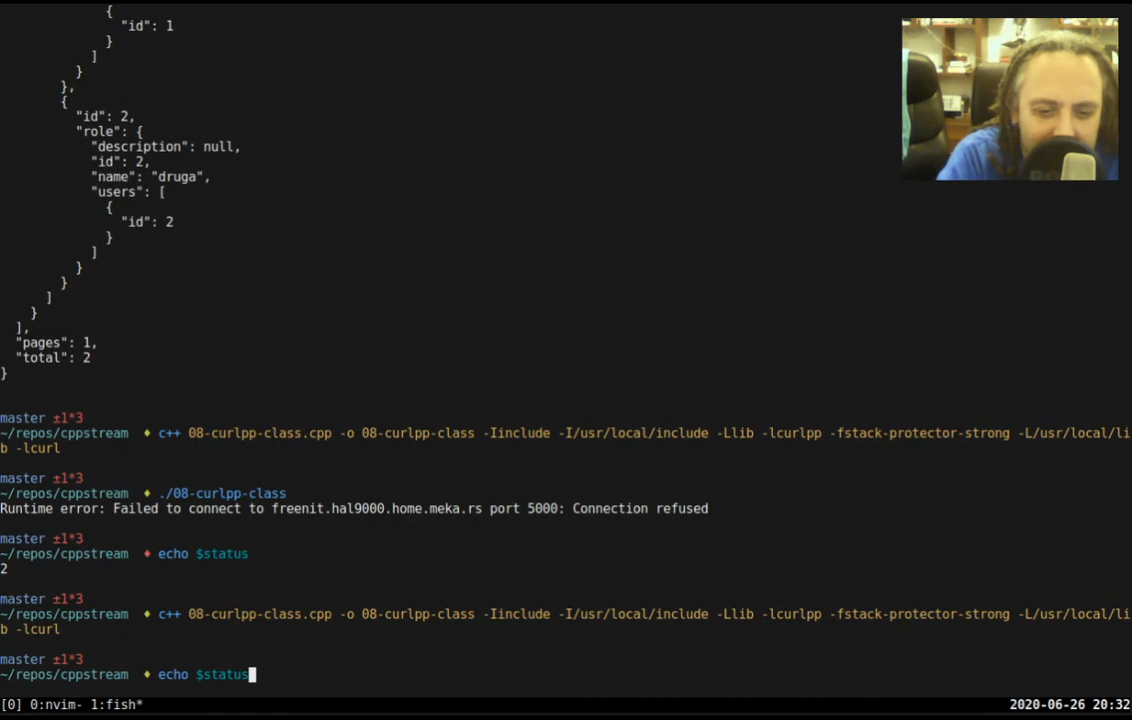 {
"id": 1
}
]
}
},
{
"id": 2,
"role": {
"description": null,
"id": 2,
"name": "druga",
"users": [
{
"id": 2
}
]
}
}
]
}
],
"pages": 1,
"total": 2
}
master ±1*3
~/repos/cppstream ♦ c++ 08-curlpp-class.cpp -o 08-curlpp-class -Iinclude -I/usr/local/include -Llib -lcurlpp -fstack-protector-strong -L/usr/local/li
b -lcurl
master ±1*3
~/repos/cppstream ♦ ./08-curlpp-class
Runtime error: Failed to connect to freenit.hal9000.home.meka.rs port 5000: Connection refused
master ±1*3
~/repos/cppstream ♦ echo $status
2
master ±1*3
~/repos/cppstream ♦ c++ 08-curlpp-class.cpp -o 08-curlpp-class -Iinclude -I/usr/local/include -Llib -lcurlpp -fstack-protector-strong -L/usr/local/li
b -lcurl
master ±1*3
~/repos/cppstream ♦ echo $status
[0] 0:nvim- 1:fish* 2020-06-26 20:32